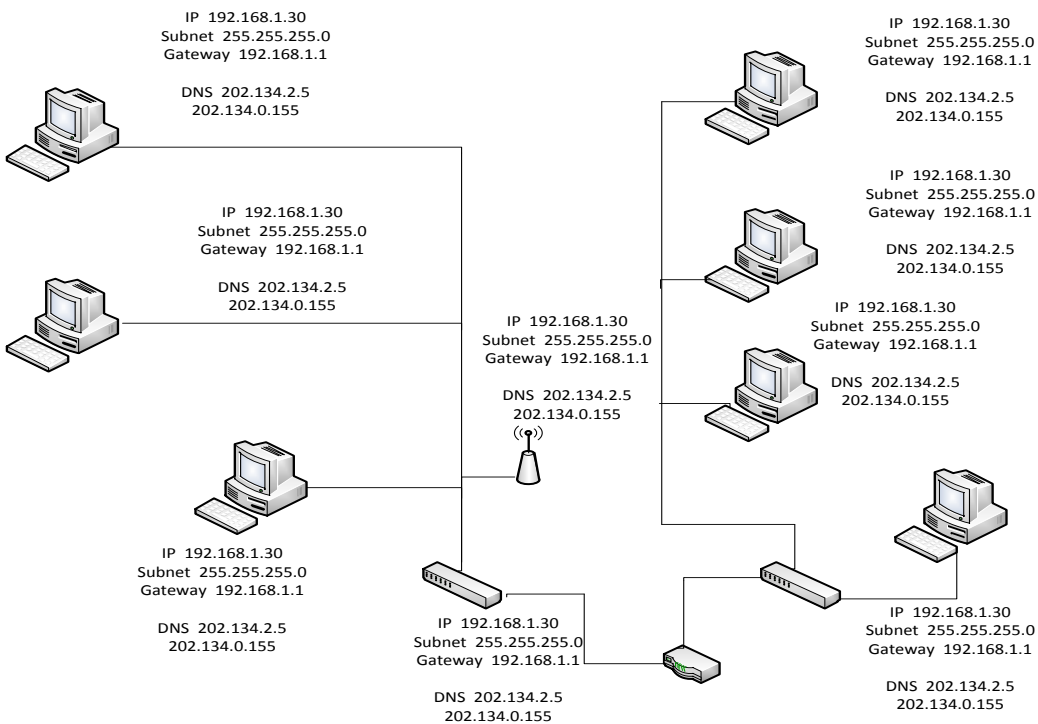 IP 192.168.1.30
Subnet 255.255.255.0
Gateway 192.168.1.1
DNS 202.134.2.5
202.134.0.155
IP 192.168.1.30
Subnet 255.255.255.0
Gateway 192.168.1.1
DNS 202.134.2.5
202.134.0.155
IP 192.168.1.30
Subnet 255.255.255.0
Gateway 192.168.1.1
DNS 202.134.2.5
202.134.0.155
IP 192.168.1.30
Subnet 255.255.255.0
Gateway 192.168.1.1
DNS 202.134.2.5
202.134.0.155
IP 192.168.1.30
Subnet 255.255.255.0
Gateway 192.168.1.1
DNS 202.134.2.5
202.134.0.155
IP 192.168.1.30
Subnet 255.255.255.0
Gateway 192.168.1.1
DNS 202.134.2.5
202.134.0.155
IP 192.168.1.30
Subnet 255.255.255.0
Gateway 192.168.1.1
DNS 202.134.2.5
202.134.0.155
IP 192.168.1.30
Subnet 255.255.255.0
Gateway 192.168.1.1
DNS 202.134.2.5
202.134.0.155
IP 192.168.1.30
Subnet 255.255.255.0
Gateway 192.168.1.1
DNS 202.134.2.5
202.134.0.155